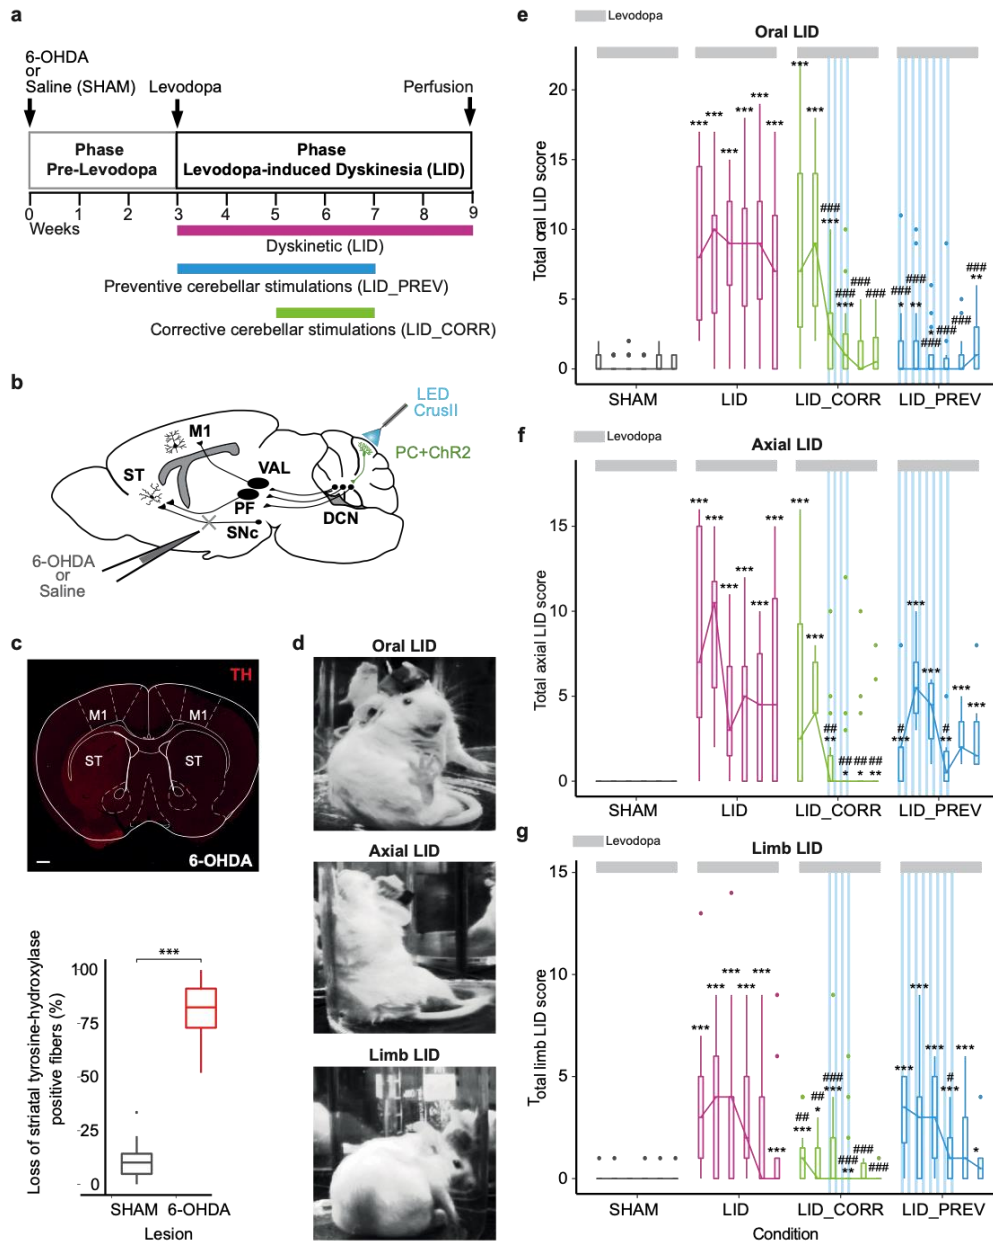 a
6-OHDA
or
Saline (SHAM)
Levodopa
Perfusion
Phase
Pre-Levodopa
Phase
Levodopa-induced Dyskinesia (LID)
0 1 2 3 4 5 6 7 8 9
Weeks
Dyskinetic (LID)
Preventive cerebellar stimulations (LID_PREV)
Corrective cerebellar stimulations (LID_CORR)
b
LED
CrusII
M1
PC+ChR2
ST
VAL
PF
DCN
SNc
6-OHDA
or
Saline
c
TH
M1 M1
ST ST
6-OHDA
Loss of striatal tyrosine-hydroxylase
positive fibers (%)
***
100
75
50
25
0
SHAM 6-OHDA
Lesion
d
Oral LID
Axial LID
Limb LID
e
Levodopa
Oral LID
Total oral LID score
20
15
10
5
0
*** *** *** *** *** ***
*** *** ### *** ### *** ### ###
### * ### ** ### * ### ### ### **
SHAM LID LID_CORR LID_PREV
f
Levodopa
Axial LID
Total axial LID score
15
10
5
0
*** *** *** *** *** ***
*** *** ## ** ## * ## * ## **
# *** *** *** # ** *** ***
SHAM LID LID_CORR LID_PREV
g
Levodopa
Limb LID
Total limb LID score
15
10
5
0
*** *** *** *** *** ***
## *** ## * ### *** ### ** ### ###
*** *** *** # *** *** *
SHAM LID LID_CORR LID_PREV
Condition